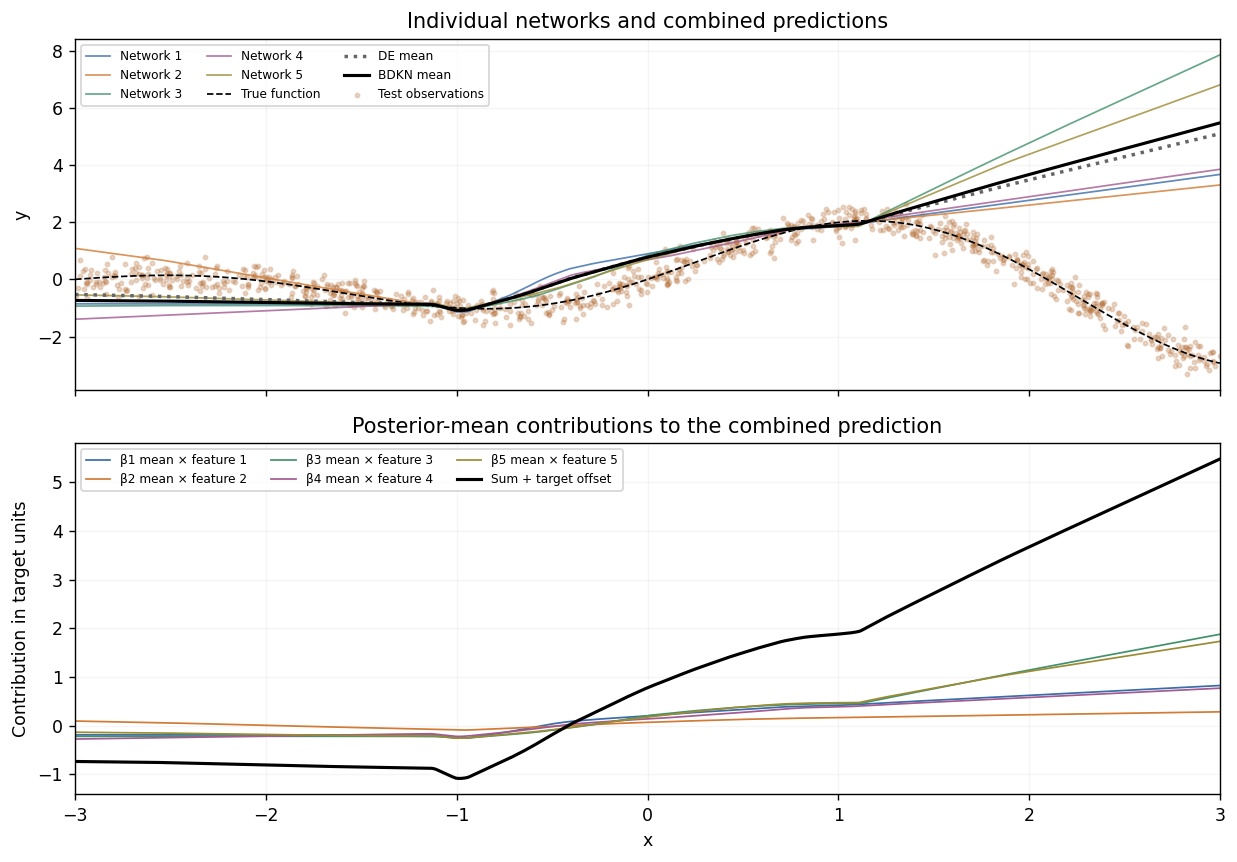 Individual networks and combined predictions
8
6
4
2
0
−2
y
Network 1
Network 2
Network 3
Network 4
Network 5
True function
DE mean
BDKN mean
Test observations
Posterior-mean contributions to the combined prediction
5
4
3
2
1
0
−1
Contribution in target units
β1 mean × feature 1
β2 mean × feature 2
β3 mean × feature 3
β4 mean × feature 4
β5 mean × feature 5
Sum + target offset
−3
−2
−1
0
1
2
3
x